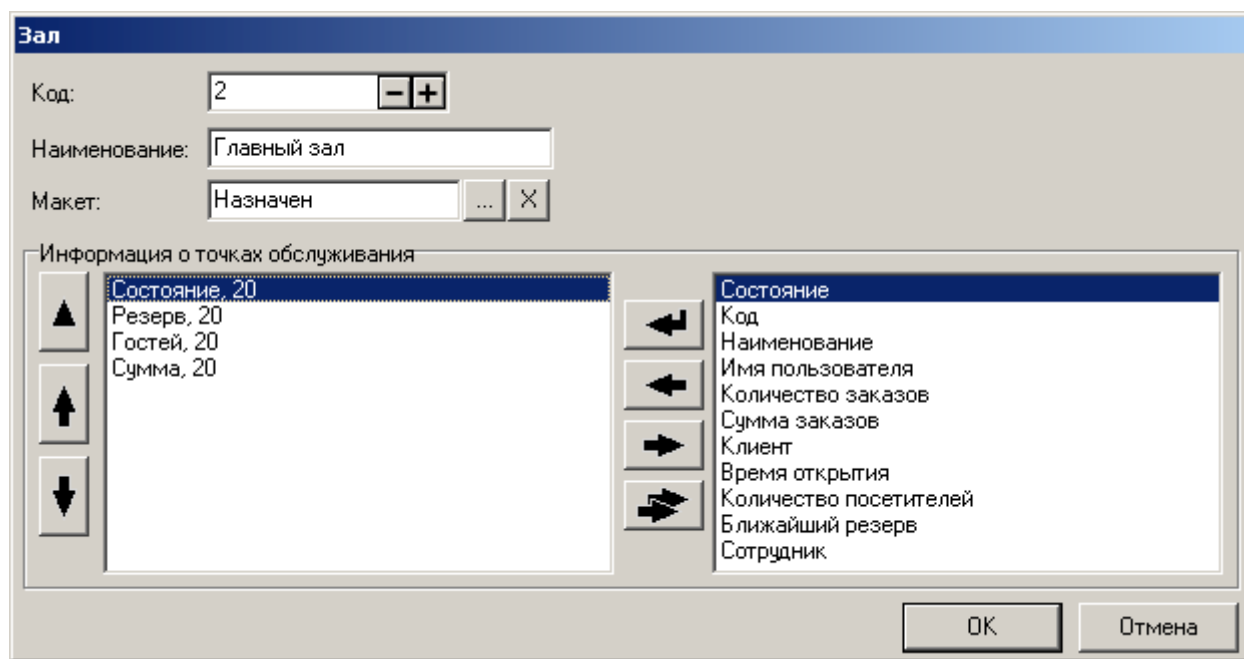 Зал
Код:
2
Наименование:
Главный зал
Макет:
Назначен
...
X
Информация о точках обслуживания
Состояние, 20
Резерв, 20
Гостей, 20
Сумма, 20
Состояние
Код
Наименование
Имя пользователя
Количество заказов
Сумма заказов
Клиент
Время открытия
Количество посетителей
Ближайший резерв
Сотрудник
OK
Отмена